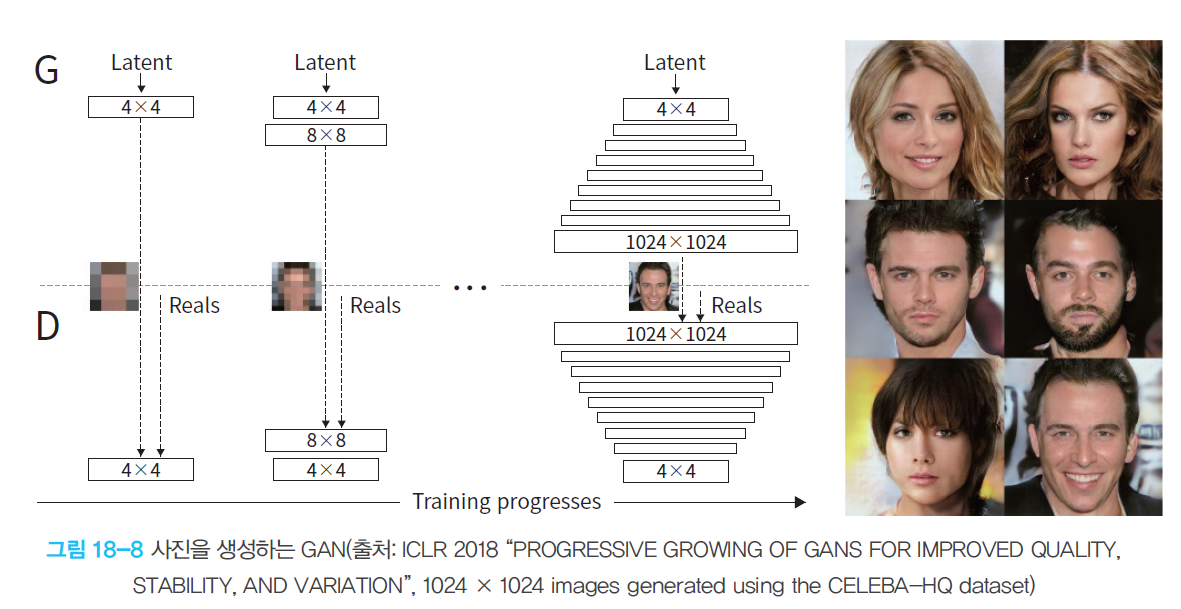 G
Latent
4×4
Latent
4×4
8×8
Latent
4×4
1024×1024
...
Reals
Reals
Reals
D
1024×1024
8×8
4×4
4×4
4×4
Training progresses
그림 18-8 사진을 생성하는 GAN(출처: ICLR 2018 “PROGRESSIVE GROWING OF GANS FOR IMPROVED QUALITY,
STABILITY, AND VARIATION”, 1024 × 1024 images generated using the CELEBA-HQ dataset)